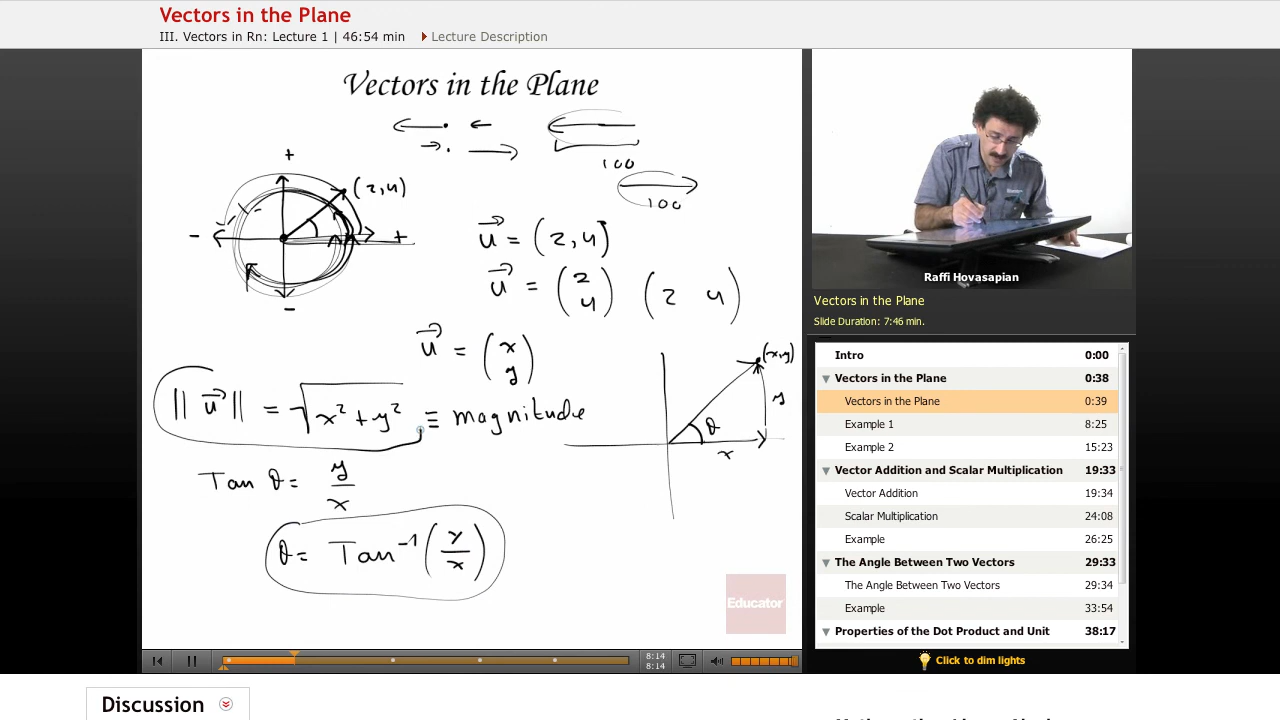 Vectors in the Plane
III. Vectors in Rn: Lecture 1 | 46:54 min Lecture Description
Vectors in the Plane
100
100
+
(2,4)
-
+
-
u = (2,4)
u = (2 4) (2 4)
u = (x y)
(x,y)
y
θ
x
||u|| = √x² + y² ≡ magnitude
Tan θ = y/x
θ = Tan⁻¹ (y/x)
Educator
8:14
8:14
Raffi Hovasapian
Vectors in the Plane
Slide Duration: 7:46 min.
Intro 0:00
Vectors in the Plane 0:38
Vectors in the Plane 0:39
Example 1 8:25
Example 2 15:23
Vector Addition and Scalar Multiplication 19:33
Vector Addition 19:34
Scalar Multiplication 24:08
Example 26:25
The Angle Between Two Vectors 29:33
The Angle Between Two Vectors 29:34
Example 33:54
Properties of the Dot Product and Unit 38:17
Click to dim lights
Discussion